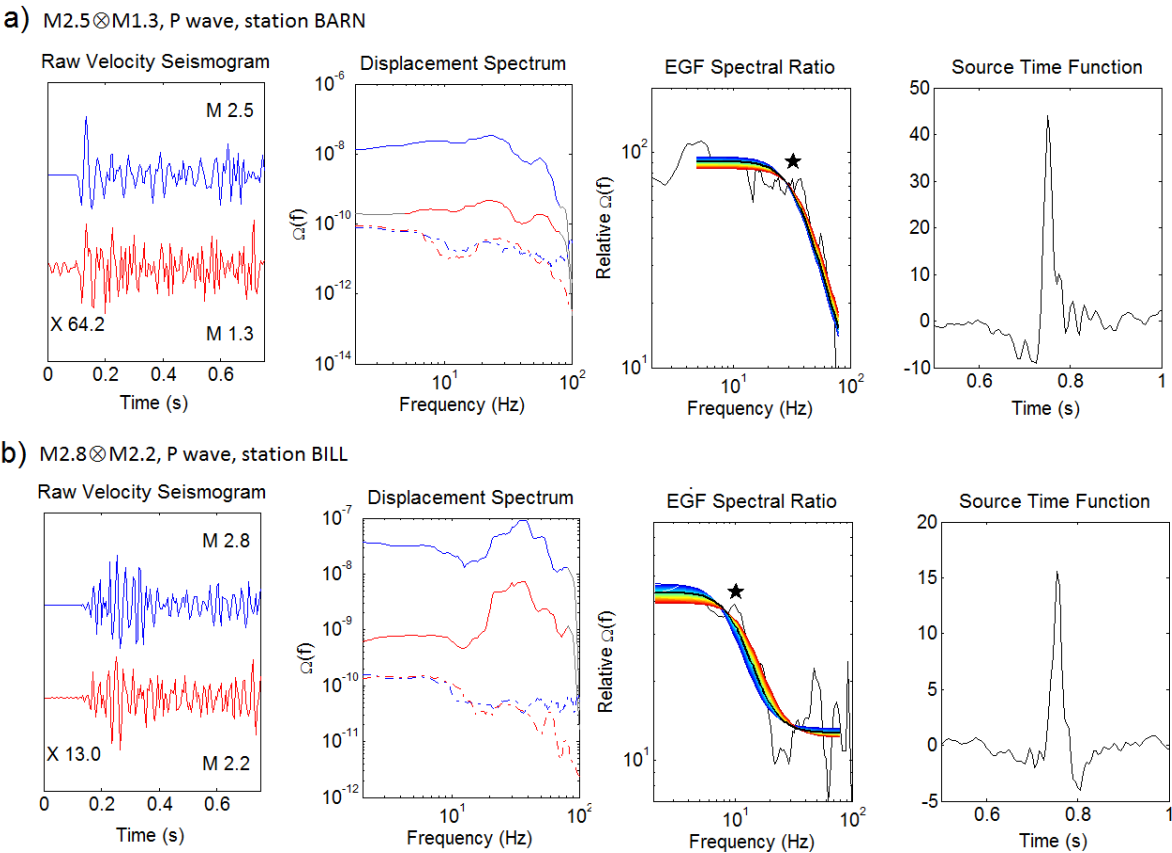 a) M2.5⊗M1.3, P wave, station BARN
Raw Velocity Seismogram
M 2.5
X 64.2
M 1.3
0 0.2 0.4 0.6
Time (s)
Displacement Spectrum
10^-6
10^-8
10^-10
10^-12
10^-14
Ω(f)
10^1 10^2
Frequency (Hz)
EGF Spectral Ratio
10^2
10^1
Relative Ω(f)
10^1 10^2
Frequency (Hz)
Source Time Function
50
40
30
20
10
0
-10
0.6 0.8 1
Time (s)
b) M2.8⊗M2.2, P wave, station BILL
Raw Velocity Seismogram
M 2.8
X 13.0
M 2.2
0 0.2 0.4 0.6
Time (s)
Displacement Spectrum
10^-7
10^-8
10^-9
10^-10
10^-11
10^-12
Ω(f)
10^1 10^2
Frequency (Hz)
EGF Spectral Ratio
10^1
Relative Ω(f)
10^0 10^1 10^2
Frequency (Hz)
Source Time Function
20
15
10
5
0
-5
0.6 0.8 1
Time (s)